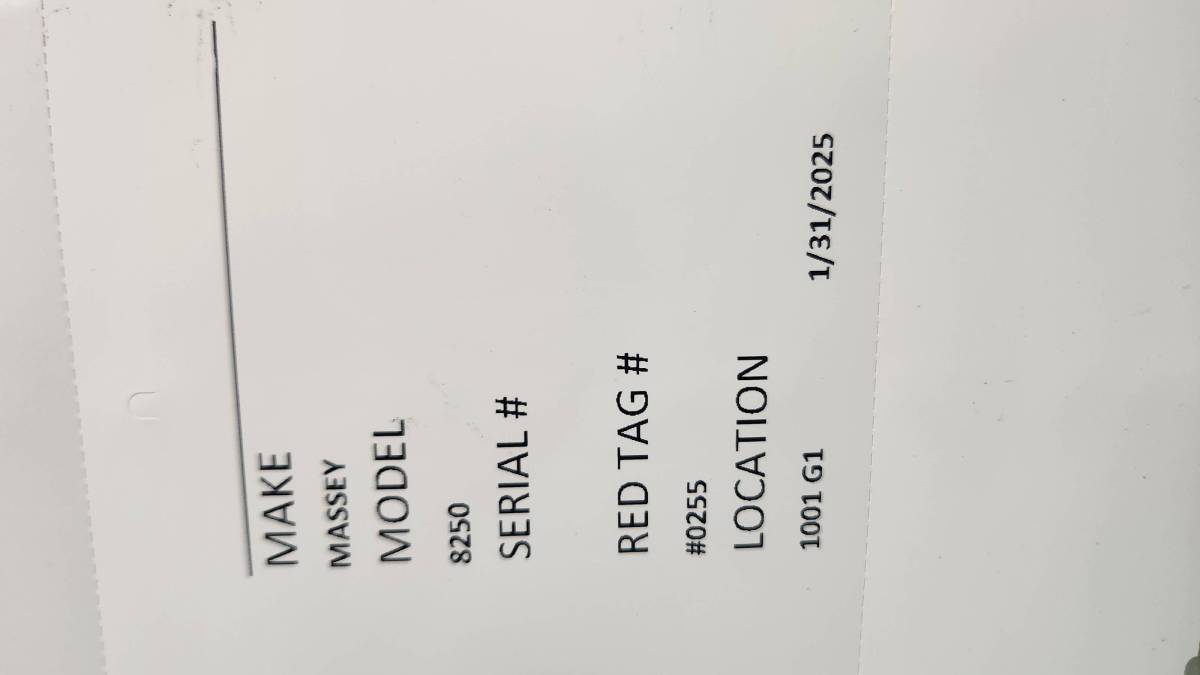 MAKE
MASSEY
MODEL
8250
SERIAL #
RED TAG #
#0255
LOCATION
1001 G1 1/31/2025